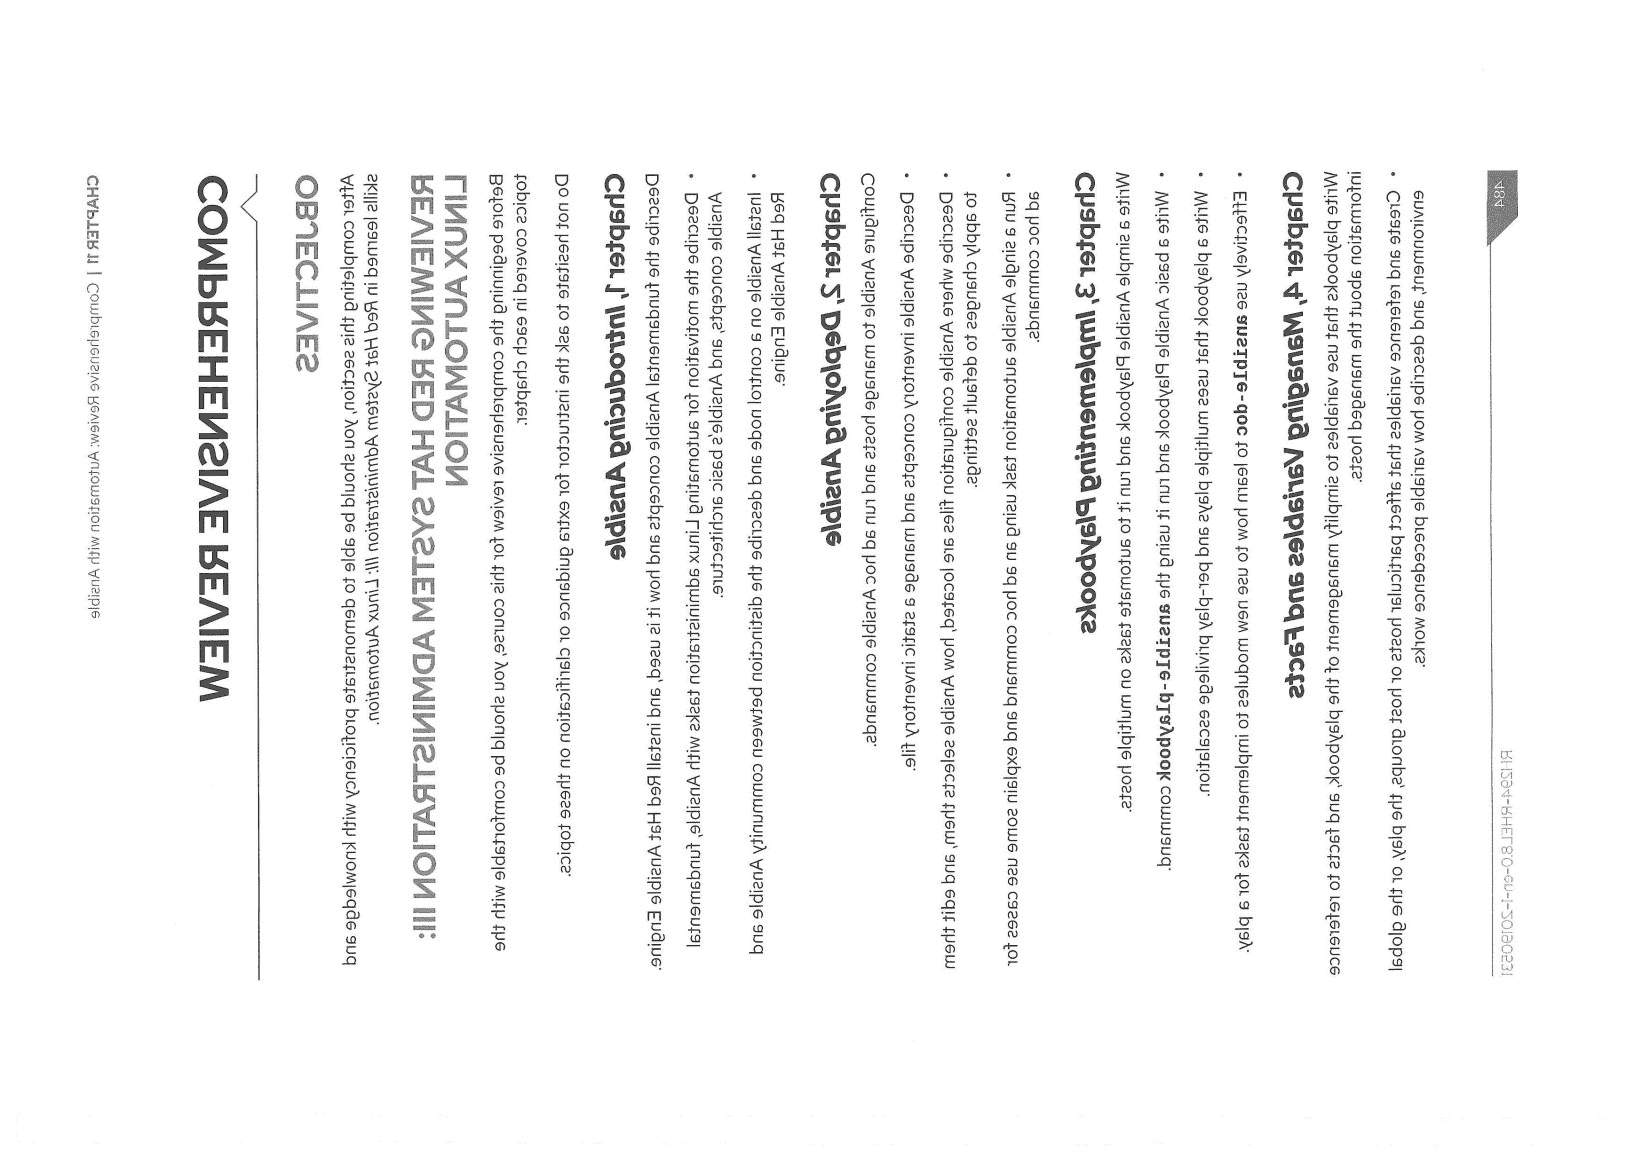 CHAPTER 11 | Comprehensive Review: Automation with Ansible
COMPREHENSIVE REVIEW
OBJECTIVES
After completing this section, you should be able to demonstrate proficiency with knowledge and
skills learned in Red Hat System Administration III: Linux Automation.
REVIEWING RED HAT SYSTEM ADMINISTRATION III:
LINUX AUTOMATION
Before beginning the comprehensive review for this course, you should be comfortable with the
topics covered in each chapter.
Do not hesitate to ask the instructor for extra guidance or clarification on these topics.
Chapter 1, Introducing Ansible
Describe the fundamental Ansible concepts and how it is used, and install Red Hat Ansible Engine.
• Describe the motivation for automating Linux administration tasks with Ansible, fundamental
Ansible concepts, and Ansible's basic architecture.
• Install Ansible on a control node and describe the distinction between community Ansible and
Red Hat Ansible Engine.
Chapter 2, Deploying Ansible
Configure Ansible to manage hosts and run ad hoc Ansible commands.
• Describe Ansible inventory concepts and manage a static inventory file.
• Describe where Ansible configuration files are located, how Ansible selects them, and edit them
to apply changes to default settings.
• Run a single Ansible automation task using an ad hoc command and explain some use cases for
ad hoc commands.
Chapter 3, Implementing Playbooks
Write a simple Ansible Playbook and run it to automate tasks on multiple hosts.
• Write a basic Ansible Playbook and run it using the ansible-playbook command.
• Write a playbook that uses multiple plays and per-play privilege escalation.
• Effectively use ansible-doc to learn how to use new modules to implement tasks for a play.
Chapter 4, Managing Variables and Facts
Write playbooks that use variables to simplify management of the playbook, and facts to reference
information about the managed hosts.
• Create and reference variables that affect particular hosts or host groups, the play, or the global
environment, and describe how variable precedence works.
484
RH294-RHEL8.0-en-1-20190531